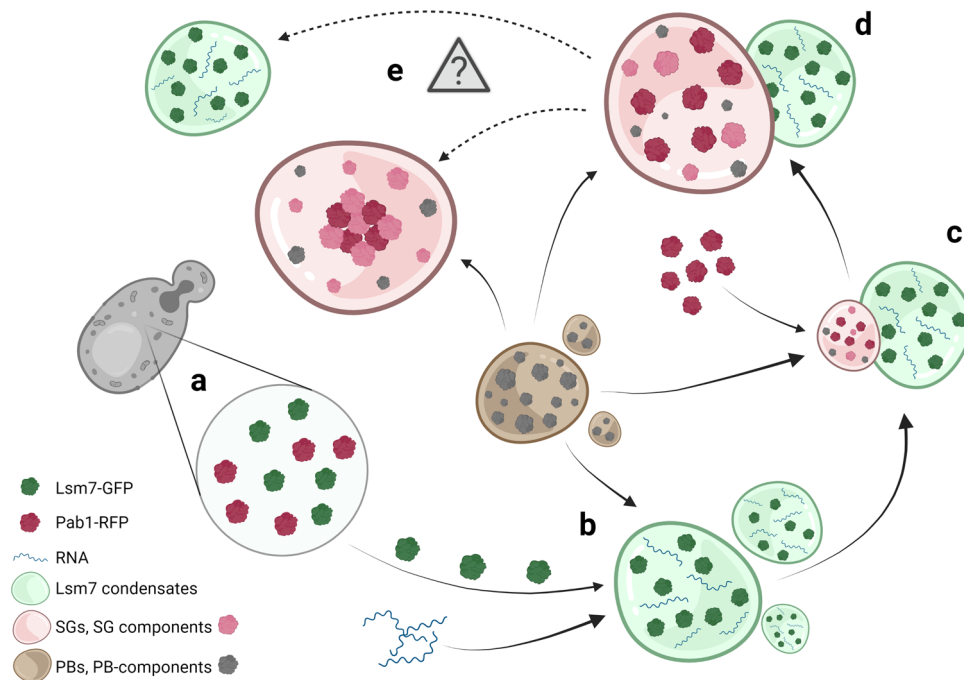 d
e
?
c
a
b
Lsm7-GFP
Pab1-RFP
RNA
Lsm7 condensates
SGs, SG components
PBs, PB-components